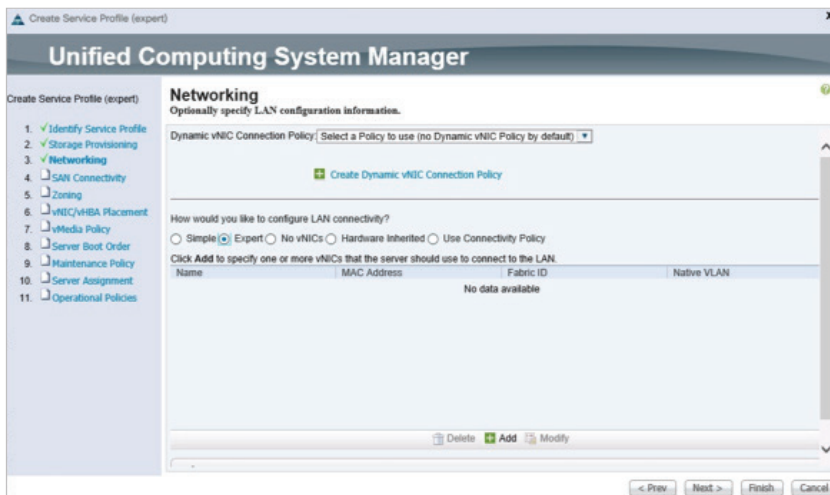 Create Service Profile (expert)
x
Unified Computing System Manager
Create Service Profile (expert)
1. √Identify Service Profile
2. √Storage Provisioning
3. √Networking
4. SAN Connectivity
5. Zoning
6. vNIC/vHBA Placement
7. vMedia Policy
8. Server Boot Order
9. Maintenance Policy
10. Server Assignment
11. Operational Policies
Networking
Optionally specify LAN configuration information.
Dynamic vNIC Connection Policy: Select a Policy to use (no Dynamic vNIC Policy by default)
Create Dynamic vNIC Connection Policy
How would you like to configure LAN connectivity?
Simple Expert No vNICs Hardware Inherited Use Connectivity Policy
Click Add to specify one or more vNICs that the server should use to connect to the LAN.
Name MAC Address Fabric ID Native VLAN
No data available
Delete Add Modify
< Prev Next > Finish Cancel